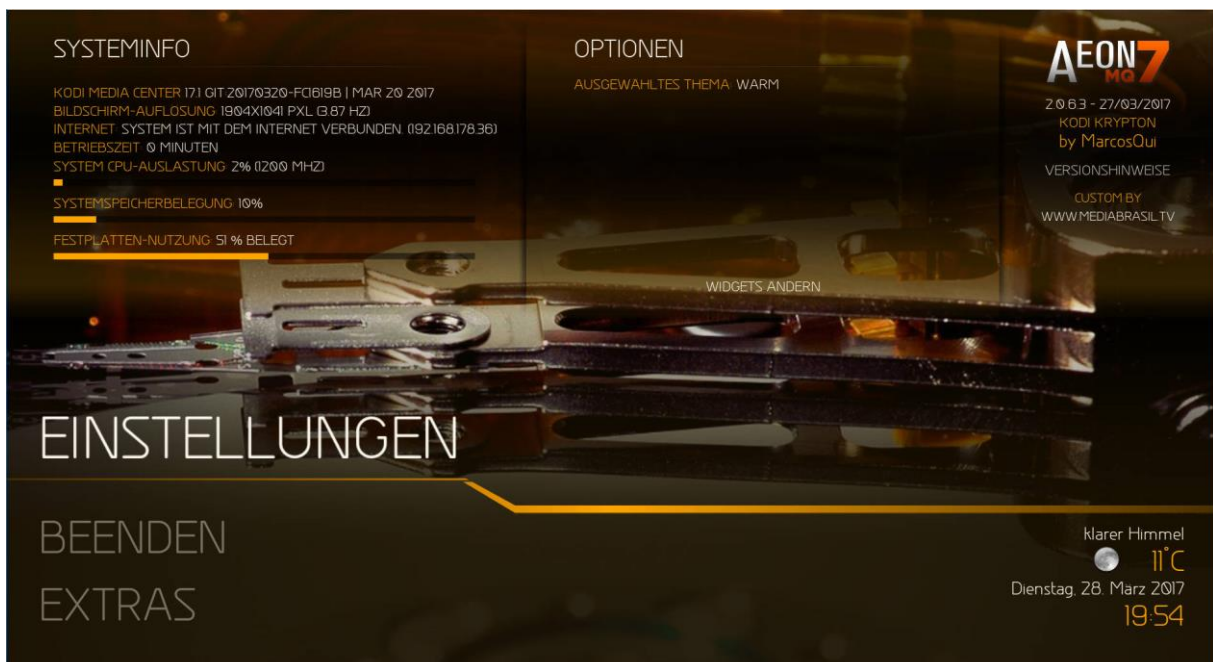 SYSTEMINFO
KODI MEDIA CENTER 17.1 GIT:20170320-FC1619B | MAR 20 2017
BILDSCHIRM-AUFLOSUNG 1904X1041 PXL (3.87 HZ)
INTERNET SYSTEM IST MIT DEM INTERNET VERBUNDEN. (192.168.178.36)
BETRIEBSZEIT 0 MINUTEN
SYSTEM CPU-AUSLASTUNG 2% (1200 MHZ)
SYSTEMSPEICHERBELEGUNG 10%
FESTPLATTEN-NUTZUNG 51 % BELEGT
OPTIONEN
AUSGEWAHLTES THEMA WARM
WIDGETS ANDERN
AEON7
MQ
2.0.6.3 - 27/03/2017
KODI KRYPTON
by MarcosQui
VERSIONSHINWEISE
CUSTOM BY
WWW.MEDIABRASIL.TV
EINSTELLUNGEN
BEENDEN
EXTRAS
klarer Himmel
11°C
Dienstag, 28. Marz 2017
19:54